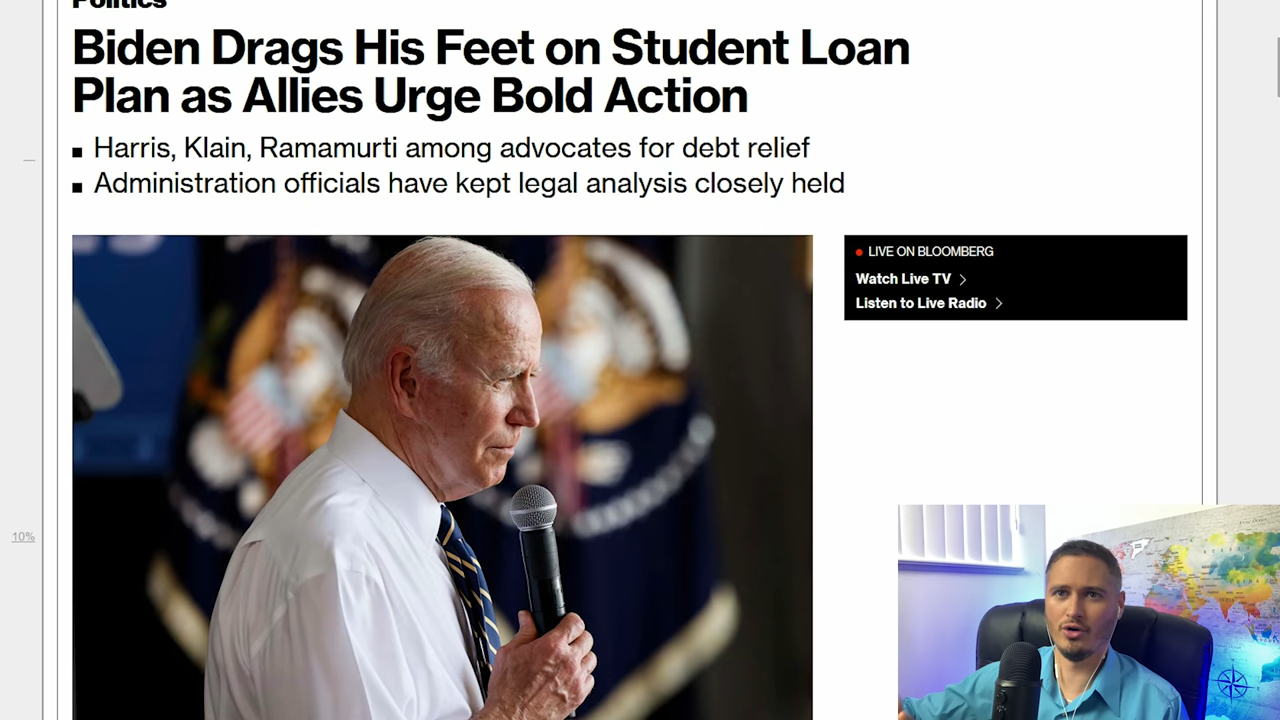 Politics
Biden Drags His Feet on Student Loan
Plan as Allies Urge Bold Action
Harris, Klain, Ramamurti among advocates for debt relief
Administration officials have kept legal analysis closely held
LIVE ON BLOOMBERG
Watch Live TV
Listen to Live Radio
10%